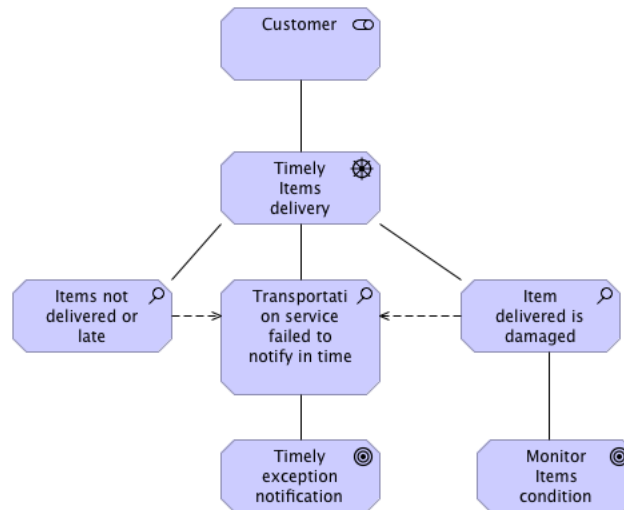 Customer
Timely
Items
delivery
Items not
delivered or
late
Transportati
on service
failed to
notify in time
Item
delivered is
damaged
Timely
exception
notification
Monitor
Items
condition